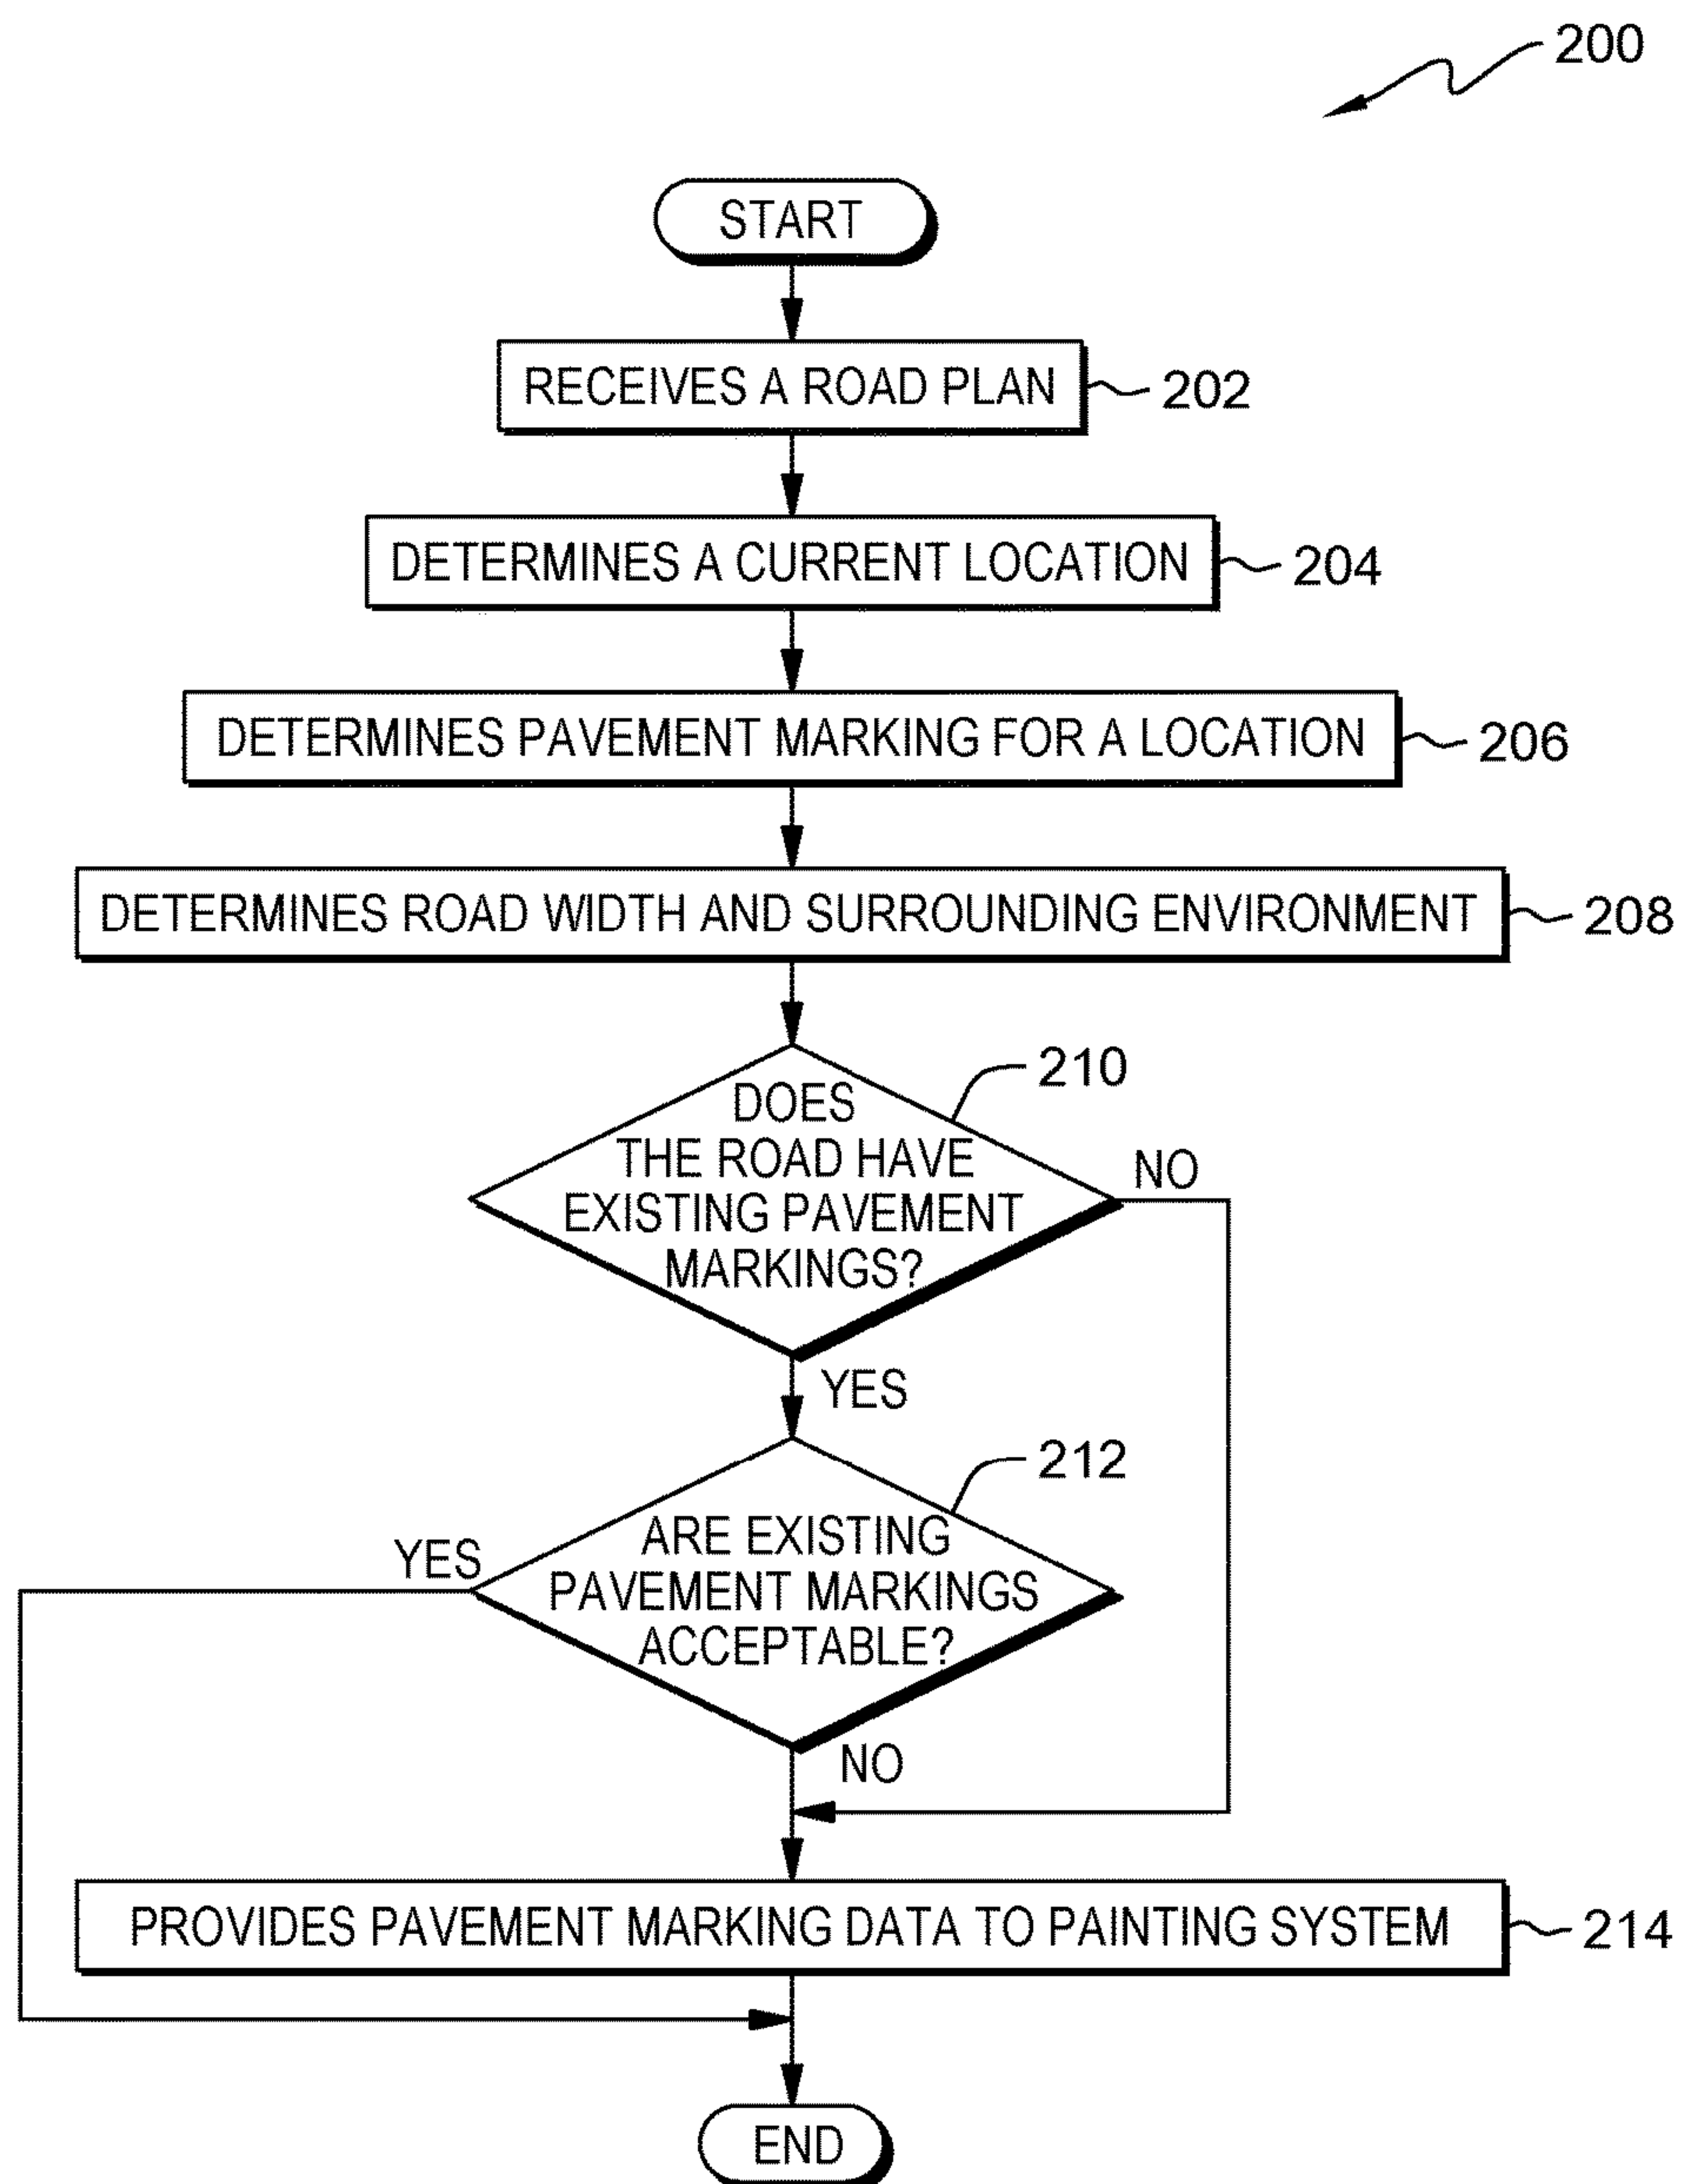 200
START
RECEIVES A ROAD PLAN
202
DETERMINES A CURRENT LOCATION
204
DETERMINES PAVEMENT MARKING FOR A LOCATION
206
DETERMINES ROAD WIDTH AND SURROUNDING ENVIRONMENT
208
210
DOES
THE ROAD HAVE
EXISTING PAVEMENT
MARKINGS?
NO
YES
212
ARE EXISTING
PAVEMENT MARKINGS
ACCEPTABLE?
YES
NO
PROVIDES PAVEMENT MARKING DATA TO PAINTING SYSTEM
214
END